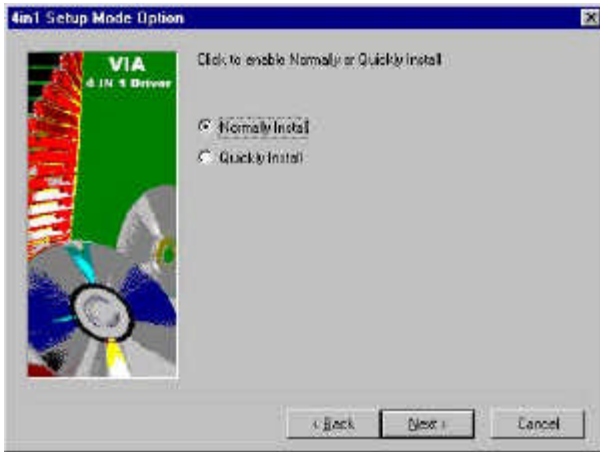 4in1 Setup Mode Option
VIA
4 IN 1 Driver
Click to enable Normally or Quickly Install
Normally Install
Quickly Install
< Back
Next >
Cancel